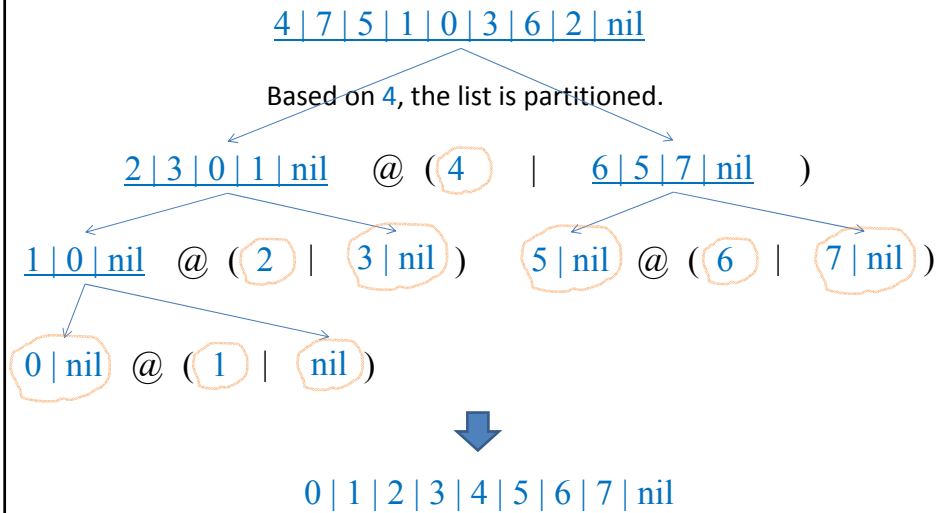 4 | 7 | 5 | 1 | 0 | 3 | 6 | 2 | nil
Based on 4, the list is partitioned.
2 | 3 | 0 | 1 | nil @ ( 4 | 6 | 5 | 7 | nil )
1 | 0 | nil @ ( 2 | 3 | nil ) 5 | nil @ ( 6 | 7 | nil )
0 | nil @ ( 1 | nil )
0 | 1 | 2 | 3 | 4 | 5 | 6 | 7 | nil